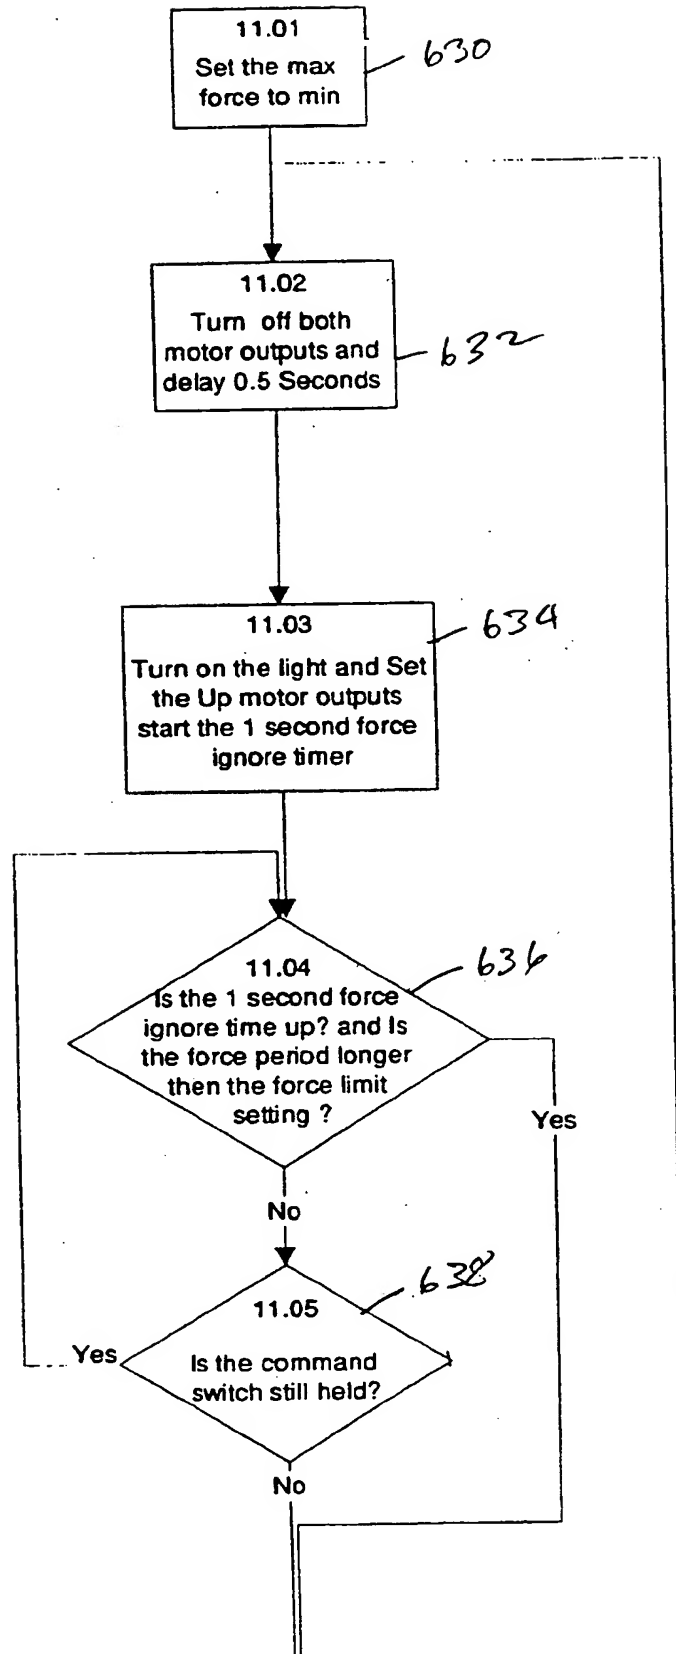 11.01
Set the max
force to min
630
11.02
Turn off both
motor outputs and
delay 0.5 Seconds
632
11.03
Turn on the light and Set
the Up motor outputs
start the 1 second force
ignore timer
634
11.04
Is the 1 second force
ignore time up? and Is
the force period longer
then the force limit
setting ?
636
Yes
No
11.05
Is the command
switch still held?
638
Yes
No